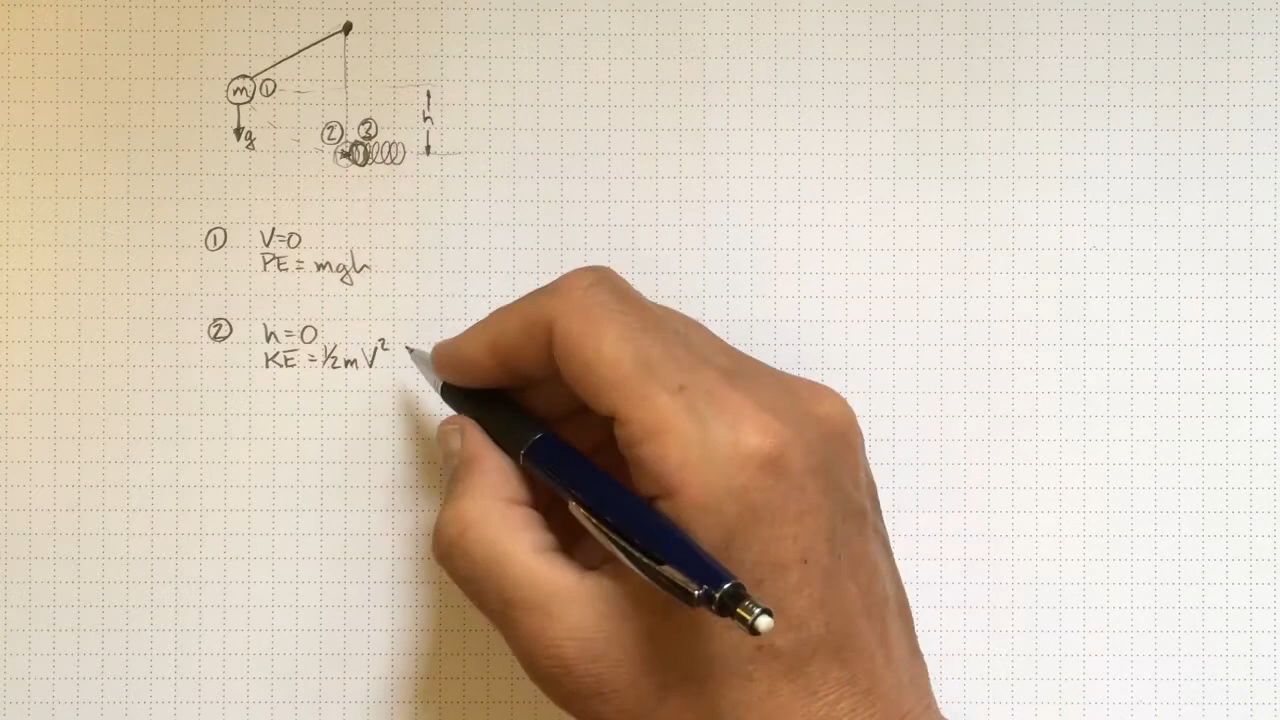 m ①
h
g
② ③
① V=0
PE = mgh
② h=0
KE = ½mV²